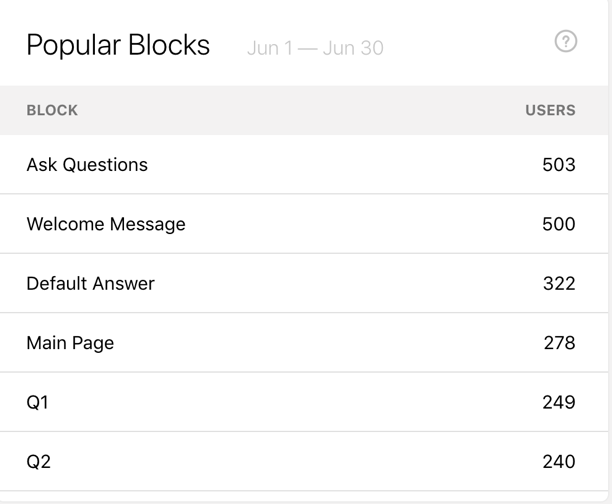 Popular Blocks Jun 1 — Jun 30 ?
BLOCK USERS
Ask Questions 503
Welcome Message 500
Default Answer 322
Main Page 278
Q1 249
Q2 240